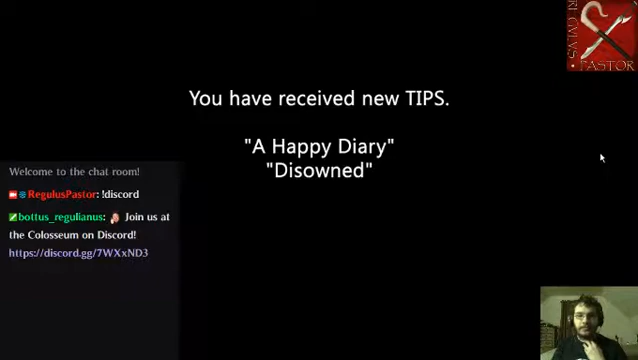 REGULUS
PASTOR
You have received new TIPS.
"A Happy Diary"
"Disowned"
Welcome to the chat room!
RegulusPastor: !discord
bottus_regulianus: Join us at
the Colosseum on Discord!
https://discord.gg/7WXxND3